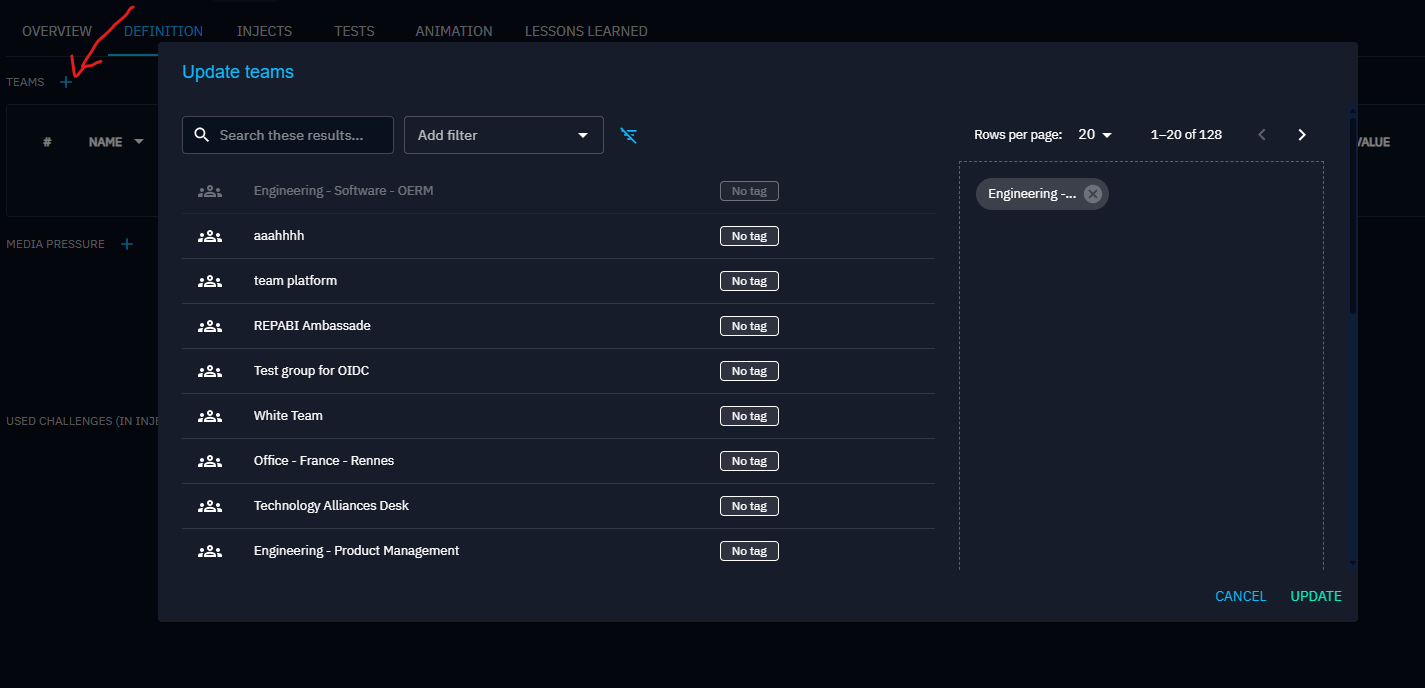 OVERVIEW DEFINITION INJECTS TESTS ANIMATION LESSONS LEARNED
TEAMS
Update teams
Search these results... Add filter Rows per page: 20 1–20 of 128
# NAME VALUE
Engineering - Software - OERM No tag Engineering -...
aaahhhh No tag
MEDIA PRESSURE
team platform No tag
REPABI Ambassade No tag
Test group for OIDC No tag
White Team No tag
USED CHALLENGES (IN INJE
Office - France - Rennes No tag
Technology Alliances Desk No tag
Engineering - Product Management No tag
CANCEL UPDATE